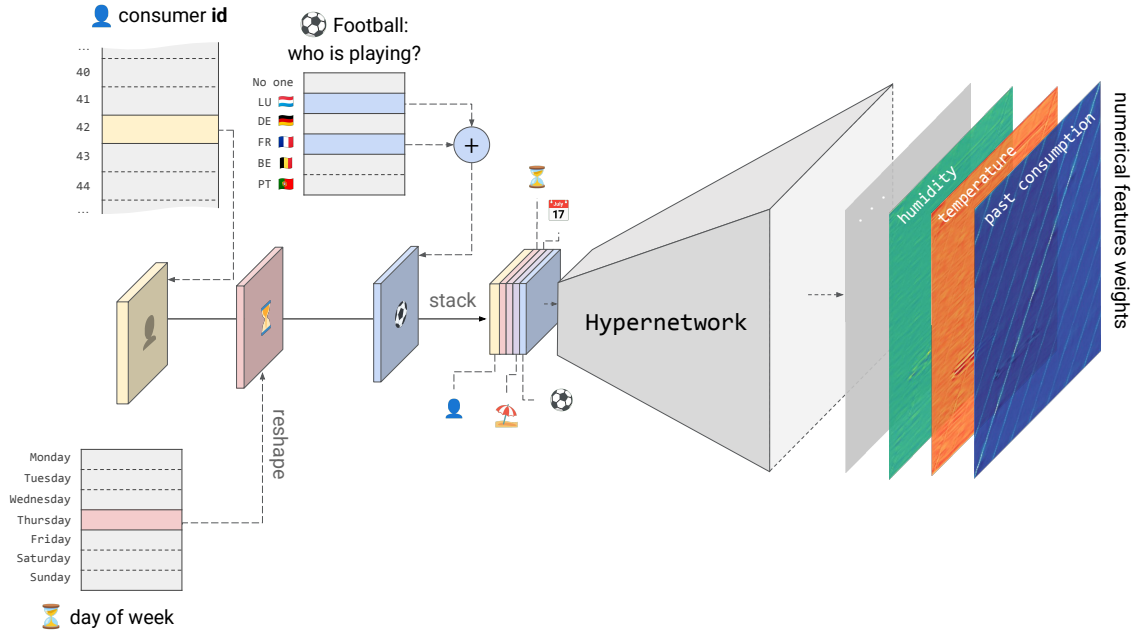 👤 consumer id
...
40
41
42
43
44
...
⚽ Football:
who is playing?
No one
LU 🇱🇺
DE 🇩🇪
FR 🇫🇷
BE 🇧🇪
PT 🇵🇹
+
July
17
stack
reshape
Hypernetwork
. . .
humidity
temperature
past consumption
numerical features weights
Monday
Tuesday
Wednesday
Thursday
Friday
Saturday
Sunday
⏳ day of week